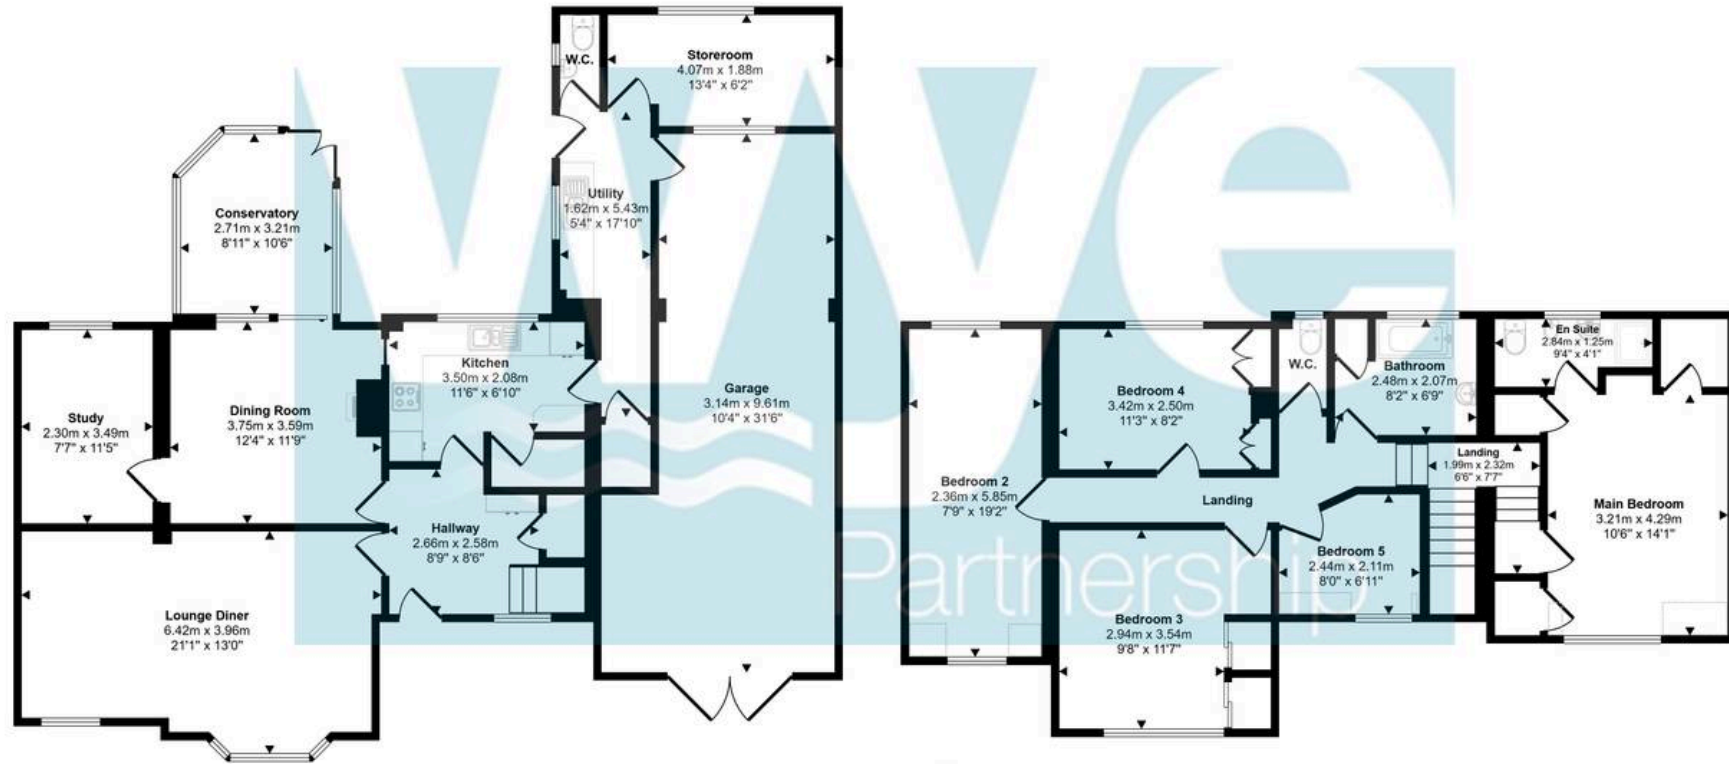 W.C.
Storeroom
4.07m x 1.88m
13'4" x 6'2"
Conservatory
2.71m x 3.21m
8'11" x 10'6"
Utility
1.62m x 5.43m
5'4" x 17'10"
Kitchen
3.50m x 2.08m
11'6" x 6'10"
Garage
3.14m x 9.61m
10'4" x 31'6"
Study
2.30m x 3.49m
7'7" x 11'5"
Dining Room
3.75m x 3.59m
12'4" x 11'9"
Hallway
2.66m x 2.58m
8'9" x 8'6"
Lounge Diner
6.42m x 3.96m
21'1" x 13'0"
En Suite
2.84m x 1.25m
9'4" x 4'1"
W.C.
Bathroom
2.48m x 2.07m
8'2" x 6'9"
Bedroom 4
3.42m x 2.50m
11'3" x 8'2"
Landing
1.99m x 2.32m
6'6" x 7'7"
Bedroom 2
2.36m x 5.85m
7'9" x 19'2"
Landing
Main Bedroom
3.21m x 4.29m
10'6" x 14'1"
Bedroom 5
2.44m x 2.11m
8'0" x 6'11"
Bedroom 3
2.94m x 3.54m
9'8" x 11'7"
wve
Partnership